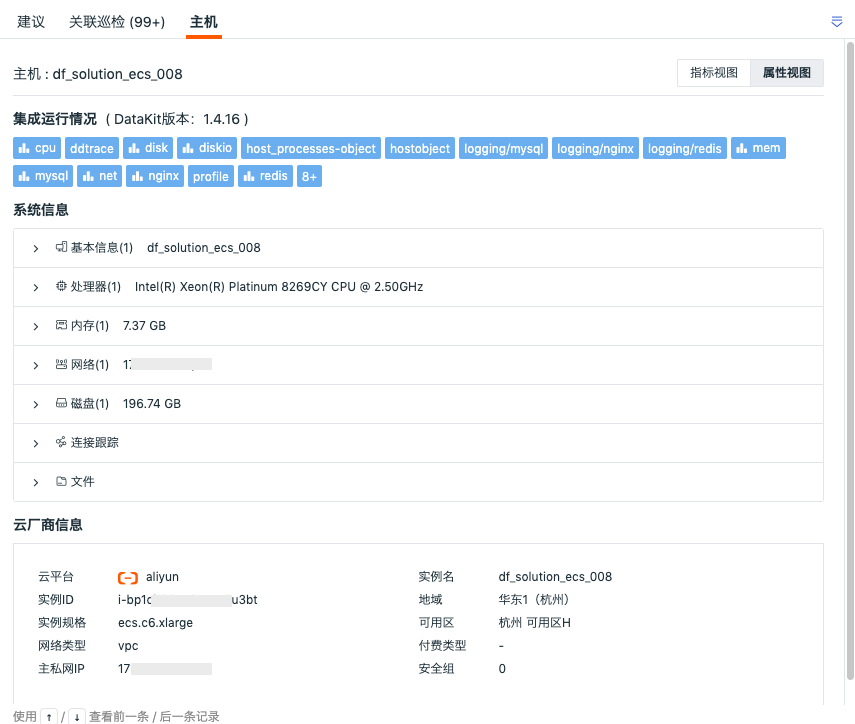 建议 关联巡检 (99+) 主机
主机 : df_solution_ecs_008 指标视图 属性视图
集成运行情况 ( DataKit版本: 1.4.16 )
cpu ddtrace disk diskio host_processes-object hostobject logging/mysql logging/nginx logging/redis mem
mysql net nginx profile redis 8+
系统信息
基本信息(1) df_solution_ecs_008
处理器(1) Intel(R) Xeon(R) Platinum 8269CY CPU @ 2.50GHz
内存(1) 7.37 GB
网络(1) 17
磁盘(1) 196.74 GB
连接跟踪
文件
云厂商信息
云平台 aliyun 实例名 df_solution_ecs_008
实例ID i-bp1 u3bt 地域 华东1（杭州）
实例规格 ecs.c6.xlarge 可用区 杭州 可用区H
网络类型 vpc 付费类型 -
主私网IP 17 安全组 0
使用 ↑ / ↓ 查看前一条 / 后一条记录